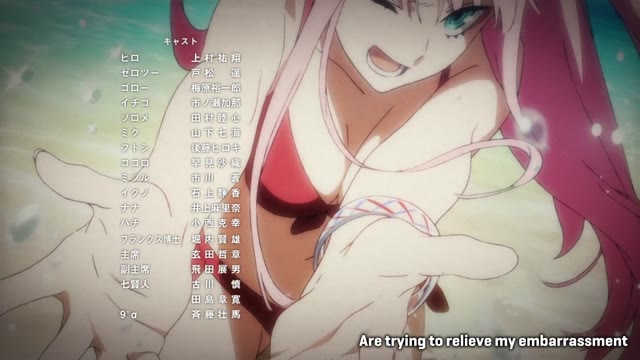 キャスト
ヒロ 上村祐翔
ゼロツー 戸松遥
ゴロー 梅原裕一郎
イチゴ 市ノ瀬加那
ゾロメ 田村睦心
ミク 山下七海
フトシ 後藤ヒロキ
ココロ 早見沙織
ミツル 市川蒼
イクノ 石上静香
ナナ 井上麻里奈
ハチ 小西克幸
フランクス博士 堀内賢雄
主席 玄田哲章
副主席 飛田展男
七賢人 古川慎
田島章寛
9'α 斉藤壮馬
Are trying to relieve my embarrassment